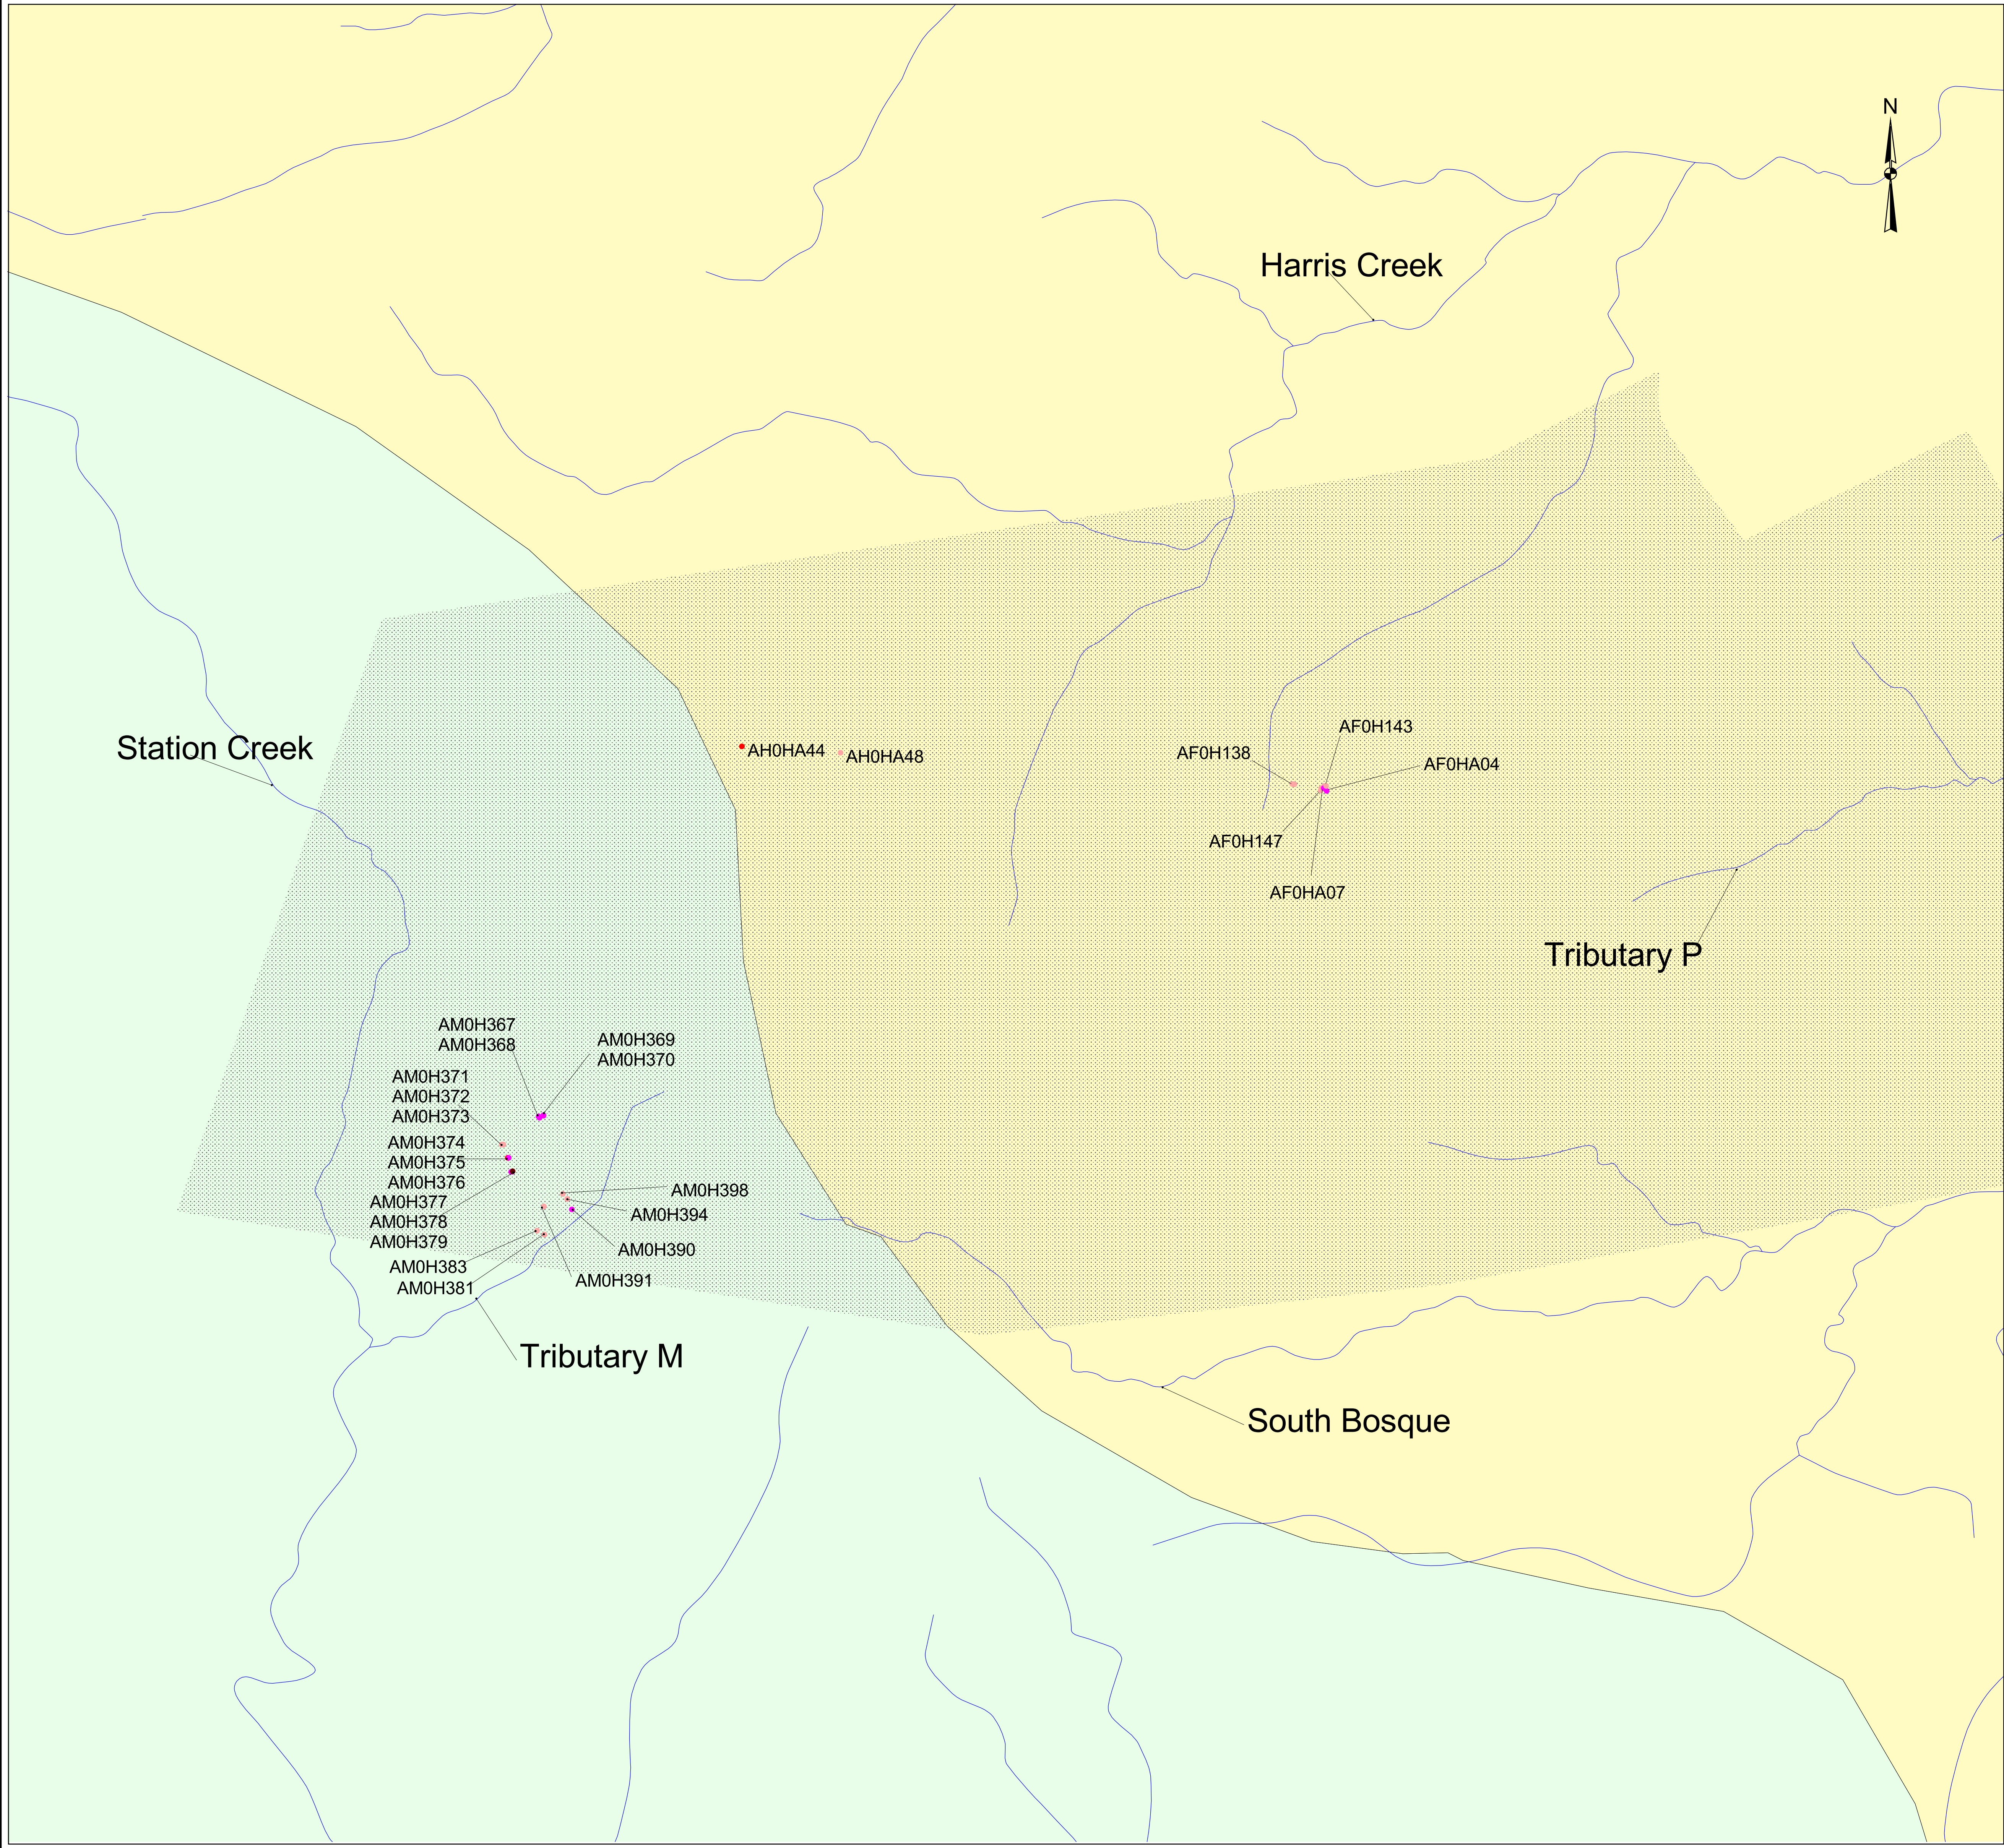 N
Harris Creek
Station Creek
AH0HA44
AH0HA48
AF0H143
AF0H138
AF0HA04
AF0H147
AF0HA07
Tributary P
AM0H367
AM0H368
AM0H369
AM0H370
AM0H371
AM0H372
AM0H373
AM0H374
AM0H375
AM0H376
AM0H377
AM0H378
AM0H379
AM0H398
AM0H394
AM0H390
AM0H383
AM0H381
AM0H391
Tributary M
South Bosque